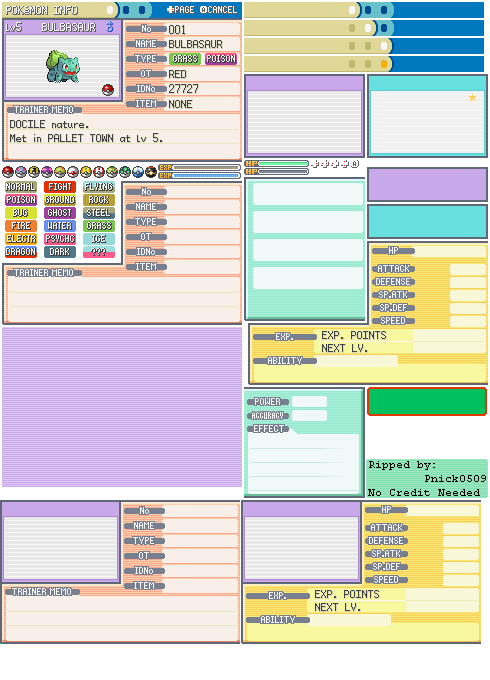 POKéMON INFO PAGE CANCEL
Lv5 BULBASAUR ♂
No 001
NAME BULBASAUR
TYPE GRASS POISON
OT RED
IDNo 27727
ITEM NONE
TRAINER MEMO
DOCILE nature.
Met in PALLET TOWN at Lv 5.
EXP
EXP
HP
HP
NORMAL FIGHT FLYING
POISON GROUND ROCK
BUG GHOST STEEL
FIRE WATER GRASS
ELECTR PSYCHC ICE
DRAGON DARK ???
No
NAME
TYPE
OT
IDNo
ITEM
TRAINER MEMO
HP
ATTACK
DEFENSE
SP.ATK
SP.DEF
SPEED
EXP. EXP. POINTS
NEXT LV.
ABILITY
POWER
ACCURACY
EFFECT
Ripped by:
Pnick0509
No Credit Needed
No
NAME
TYPE
OT
IDNo
ITEM
TRAINER MEMO
HP
ATTACK
DEFENSE
SP.ATK
SP.DEF
SPEED
EXP. EXP. POINTS
NEXT LV.
ABILITY